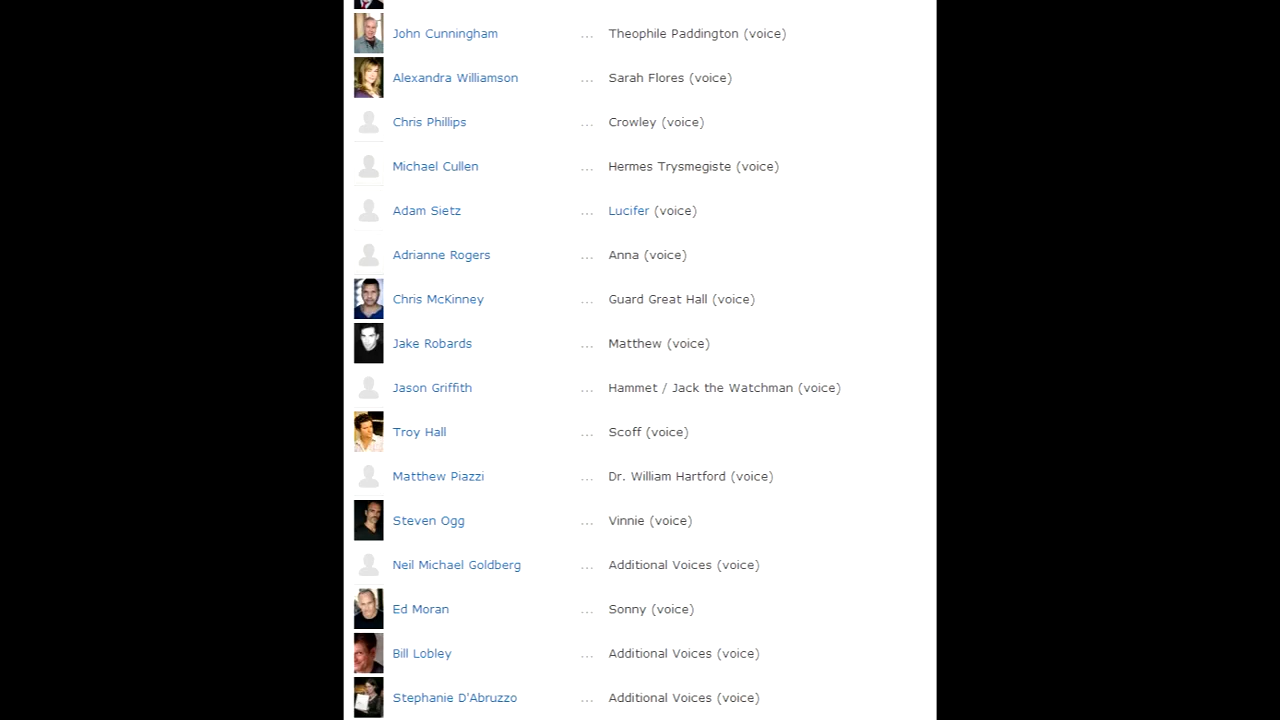 John Cunningham ... Theophile Paddington (voice)
Alexandra Williamson ... Sarah Flores (voice)
Chris Phillips ... Crowley (voice)
Michael Cullen ... Hermes Trysmegiste (voice)
Adam Sietz ... Lucifer (voice)
Adrianne Rogers ... Anna (voice)
Chris McKinney ... Guard Great Hall (voice)
Jake Robards ... Matthew (voice)
Jason Griffith ... Hammet / Jack the Watchman (voice)
Troy Hall ... Scoff (voice)
Matthew Piazzi ... Dr. William Hartford (voice)
Steven Ogg ... Vinnie (voice)
Neil Michael Goldberg ... Additional Voices (voice)
Ed Moran ... Sonny (voice)
Bill Lobley ... Additional Voices (voice)
Stephanie D'Abruzzo ... Additional Voices (voice)